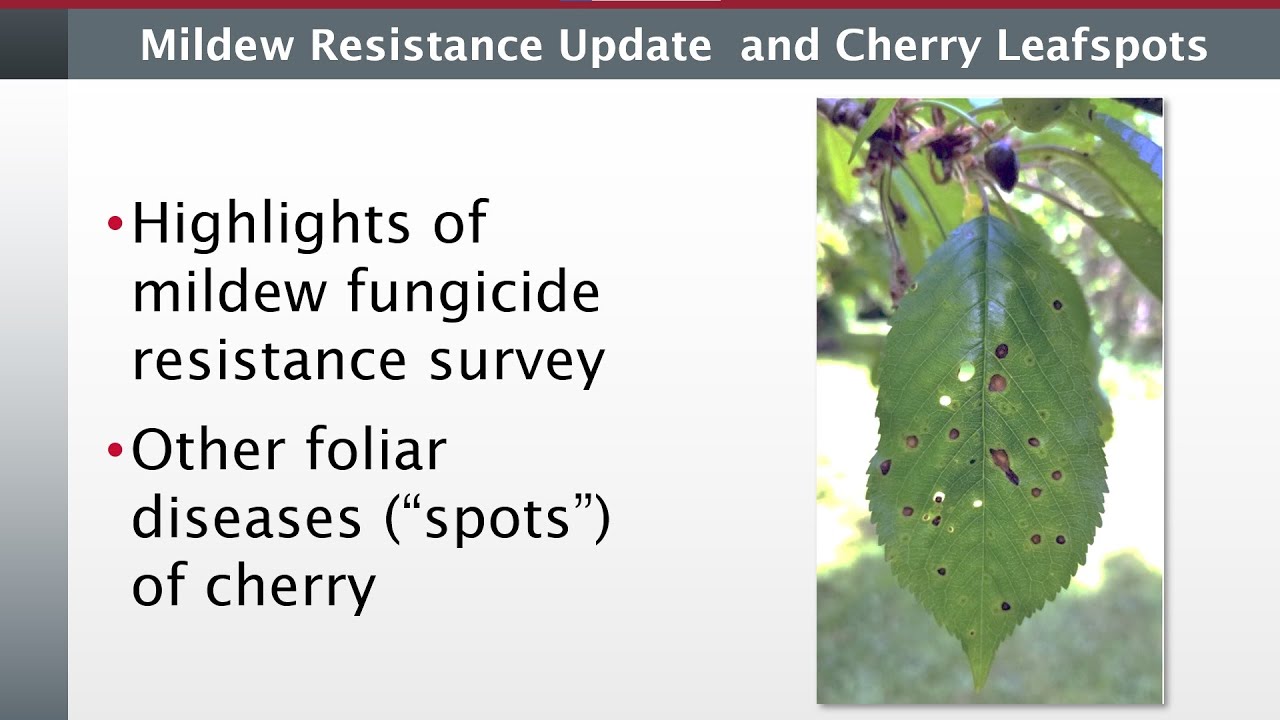 Mildew Resistance Update  and Cherry Leafspots
•Highlights of
mildew fungicide
resistance survey
•Other foliar
diseases (“spots”)
of cherry